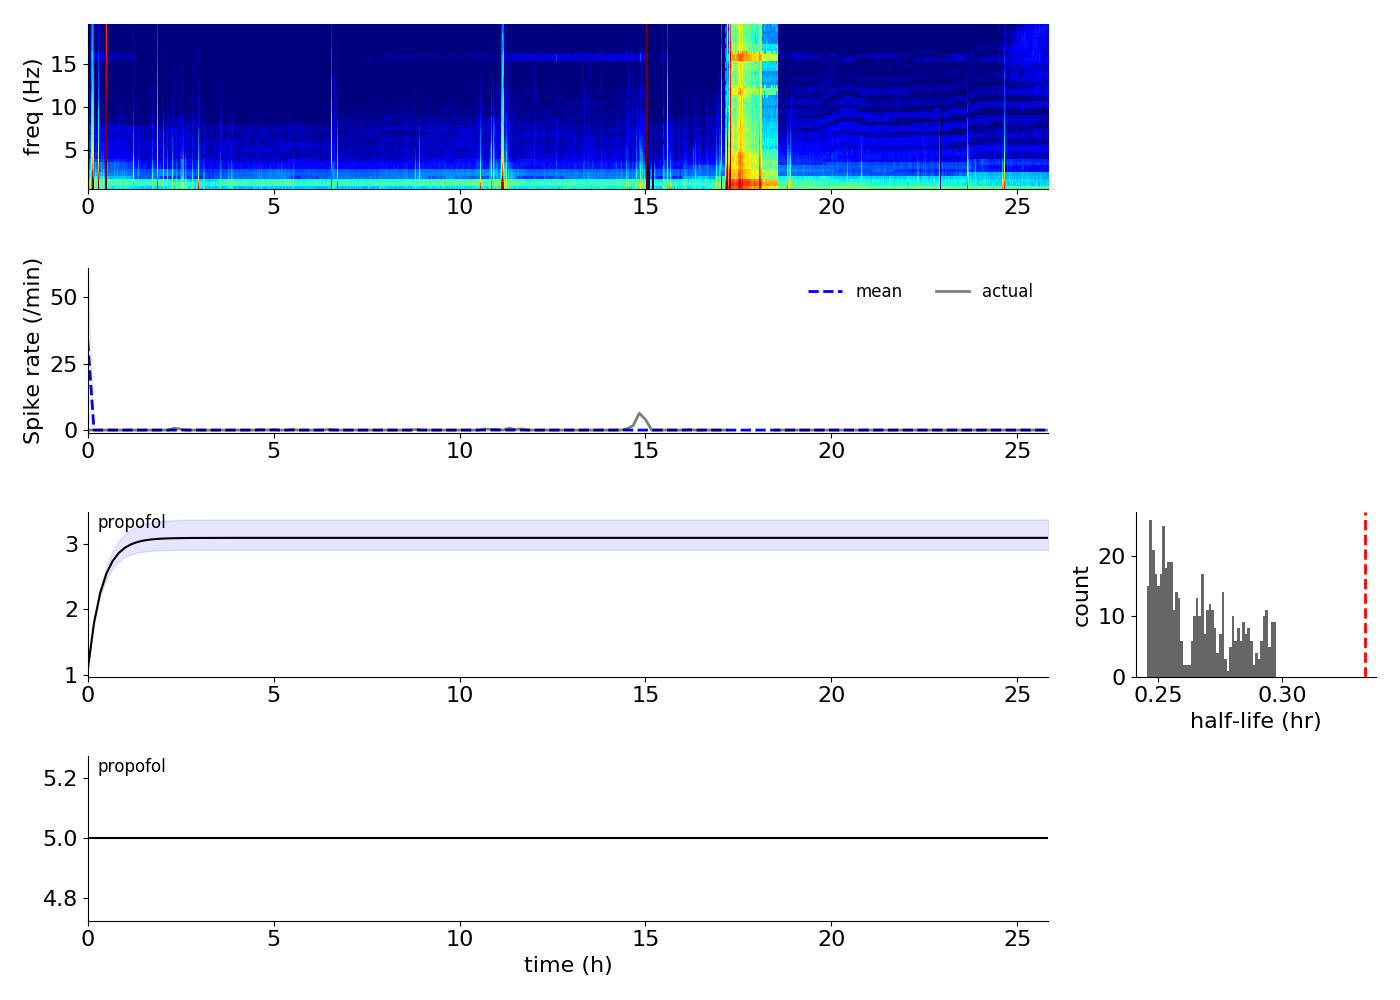 freq (Hz)
15
10
5
0 5 10 15 20 25
Spike rate (/min)
50
25
0
mean actual
0 5 10 15 20 25
propofol
3
2
1
0 5 10 15 20 25
count
20
10
0
0.25 0.30
half-life (hr)
propofol
5.2
5.0
4.8
0 5 10 15 20 25
time (h)